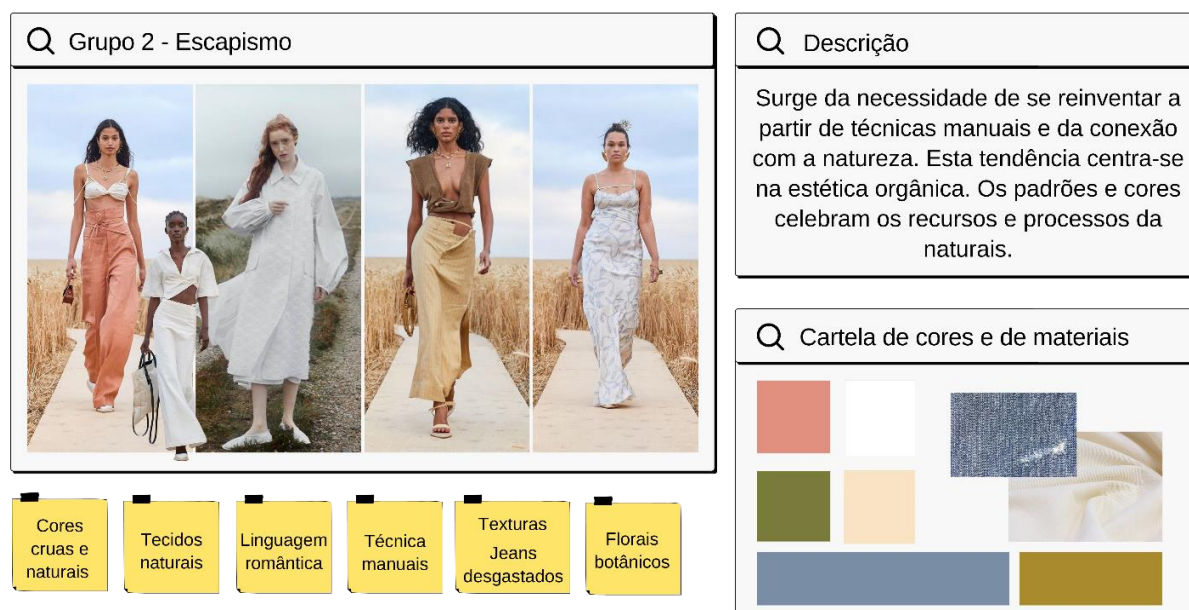 Grupo 2 - Escapismo
Descrição
Surge da necessidade de se reinventar a
partir de técnicas manuais e da conexão
com a natureza. Esta tendência centra-se
na estética orgânica. Os padrões e cores
celebram os recursos e processos da
naturais.
Cartela de cores e de materiais
Cores
cruas e
naturais
Tecidos
naturais
Linguagem
romântica
Técnica
manuais
Texturas
Jeans
desgastados
Florais
botânicos